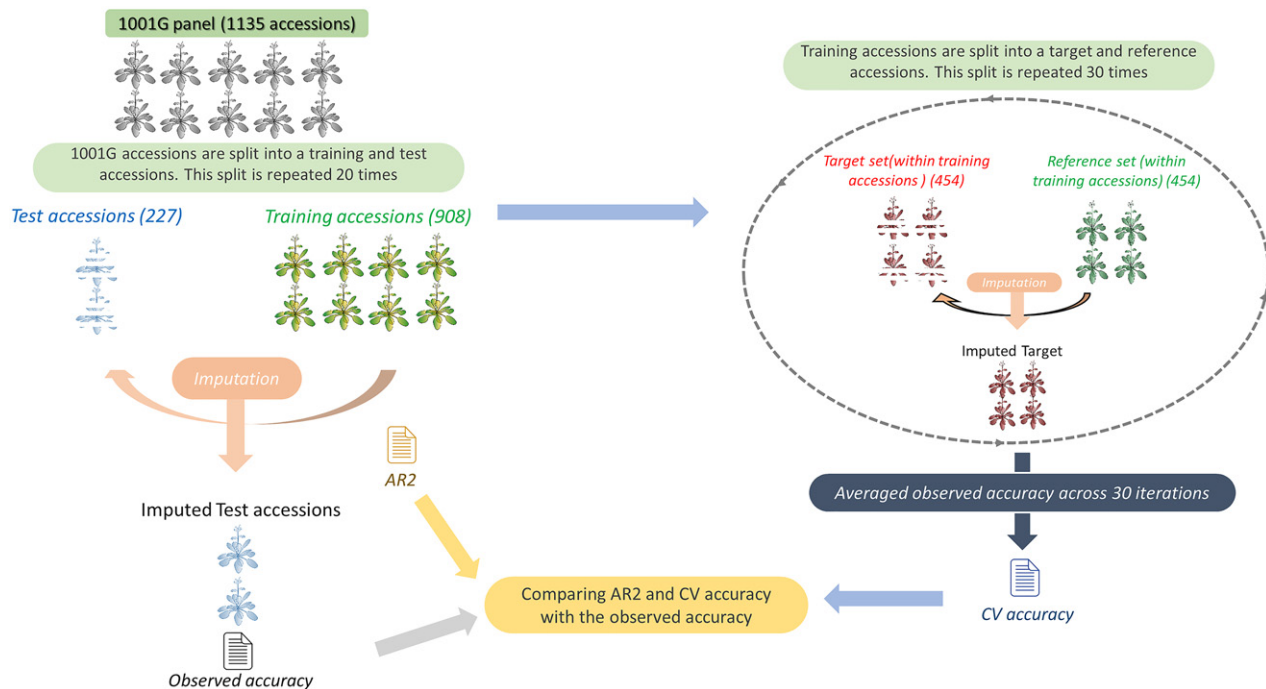 1001G panel (1135 accessions)
1001G accessions are split into a training and test
accessions. This split is repeated 20 times
Test accessions (227)
Training accessions (908)
Imputation
AR2
Imputed Test accessions
Observed accuracy
Training accessions are split into a target and reference
accessions. This split is repeated 30 times
Target set(within training
accessions ) (454)
Reference set (within
training accessions) (454)
Imputation
Imputed Target
Averaged observed accuracy across 30 iterations
CV accuracy
Comparing AR2 and CV accuracy
with the observed accuracy